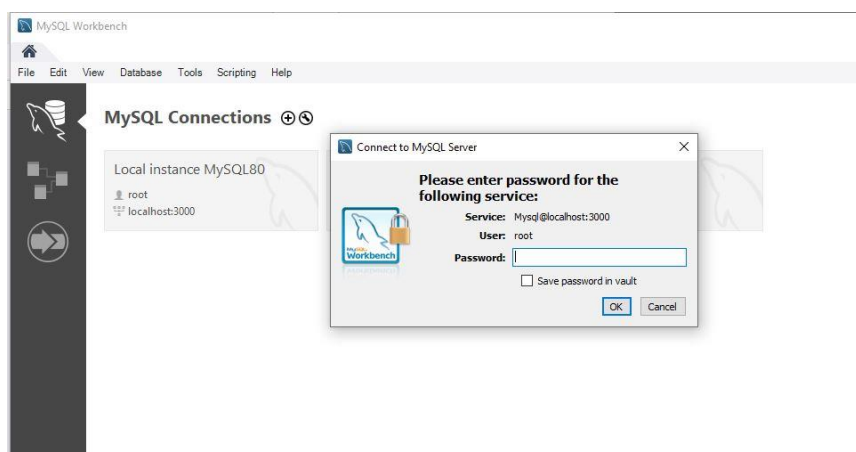 MySQL Workbench
File Edit View Database Tools Scripting Help
MySQL Connections
Local instance MySQL80
root
localhost:3000
Connect to MySQL Server
Please enter password for the
following service:
Service: Mysql@localhost:3000
User: root
Password:
Save password in vault
OK Cancel
MySQL
Workbench